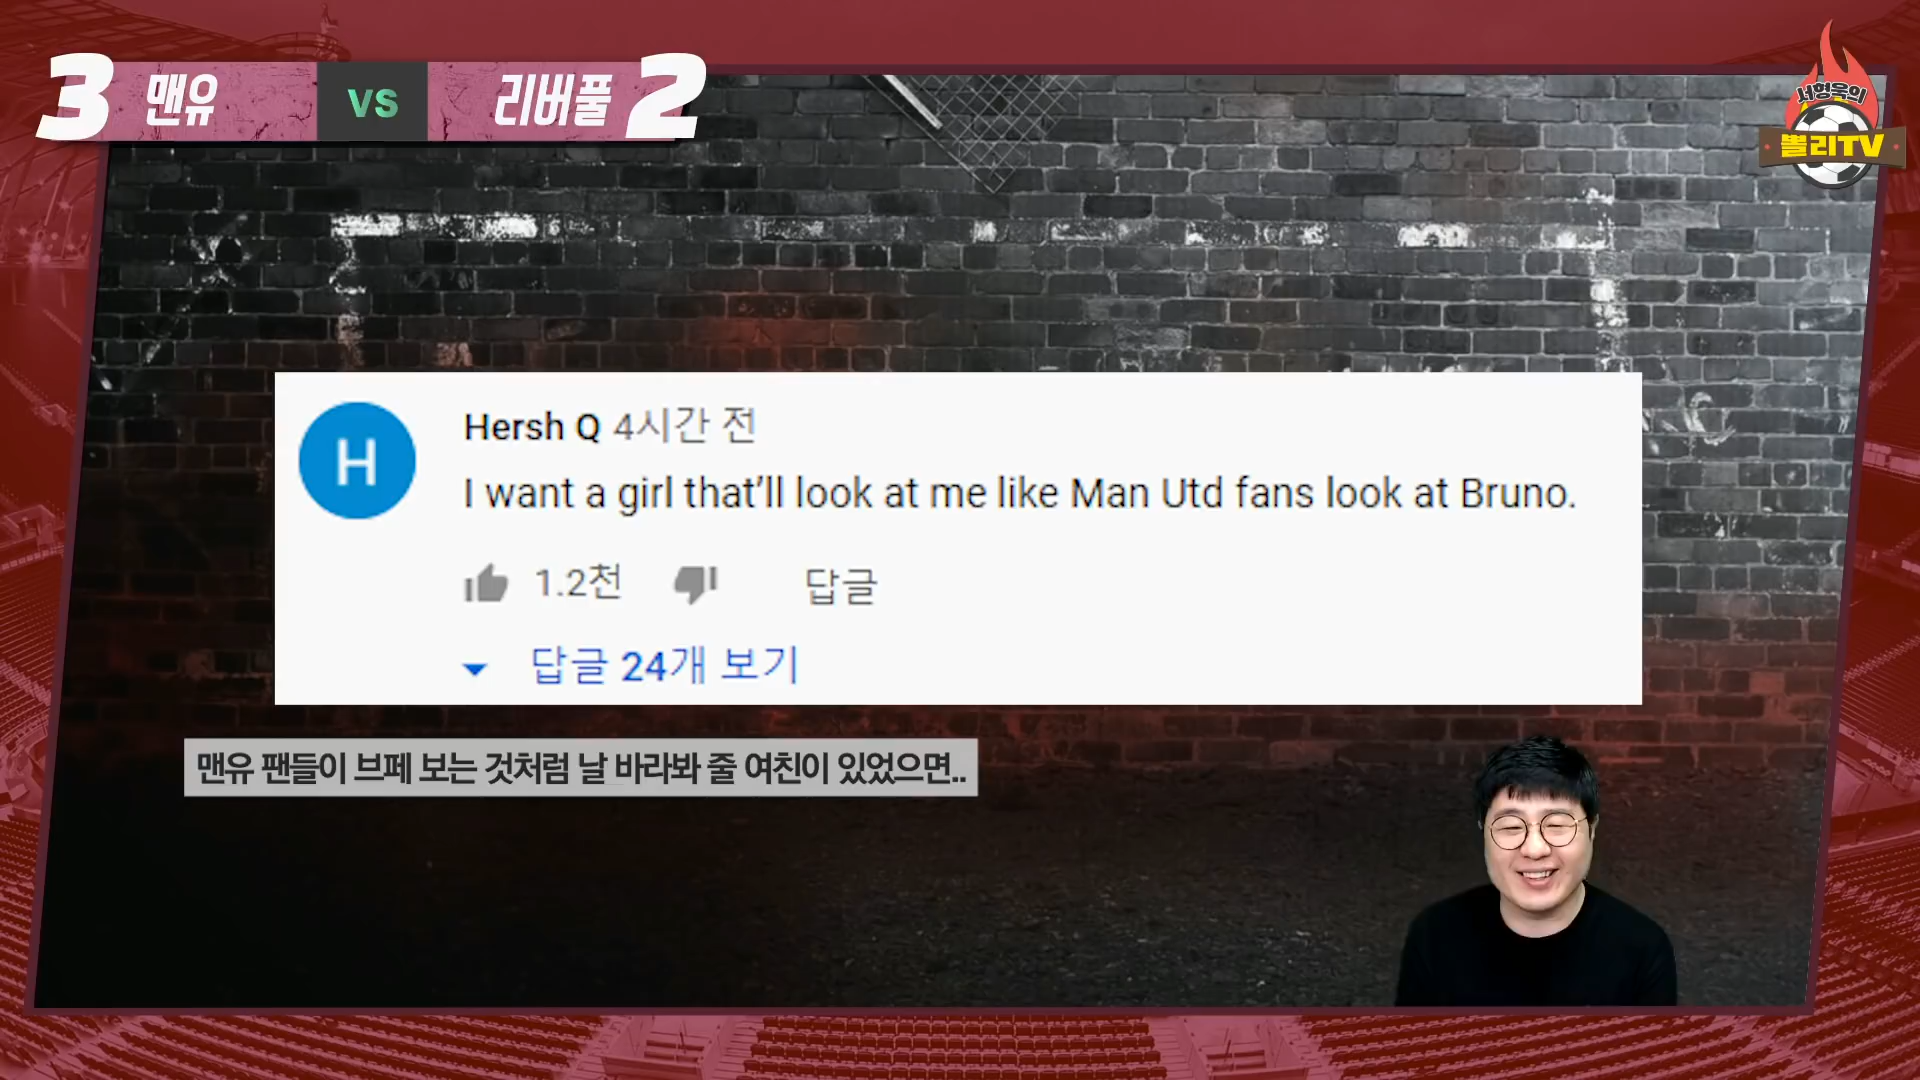 3 맨유 VS 리버풀 2
서형욱의
뽈리TV
H
Hersh Q 4시간 전
I want a girl that’ll look at me like Man Utd fans look at Bruno.
1.2천 답글
답글 24개 보기
맨유 팬들이 브페 보는 것처럼 날 바라봐 줄 여친이 있었으면..